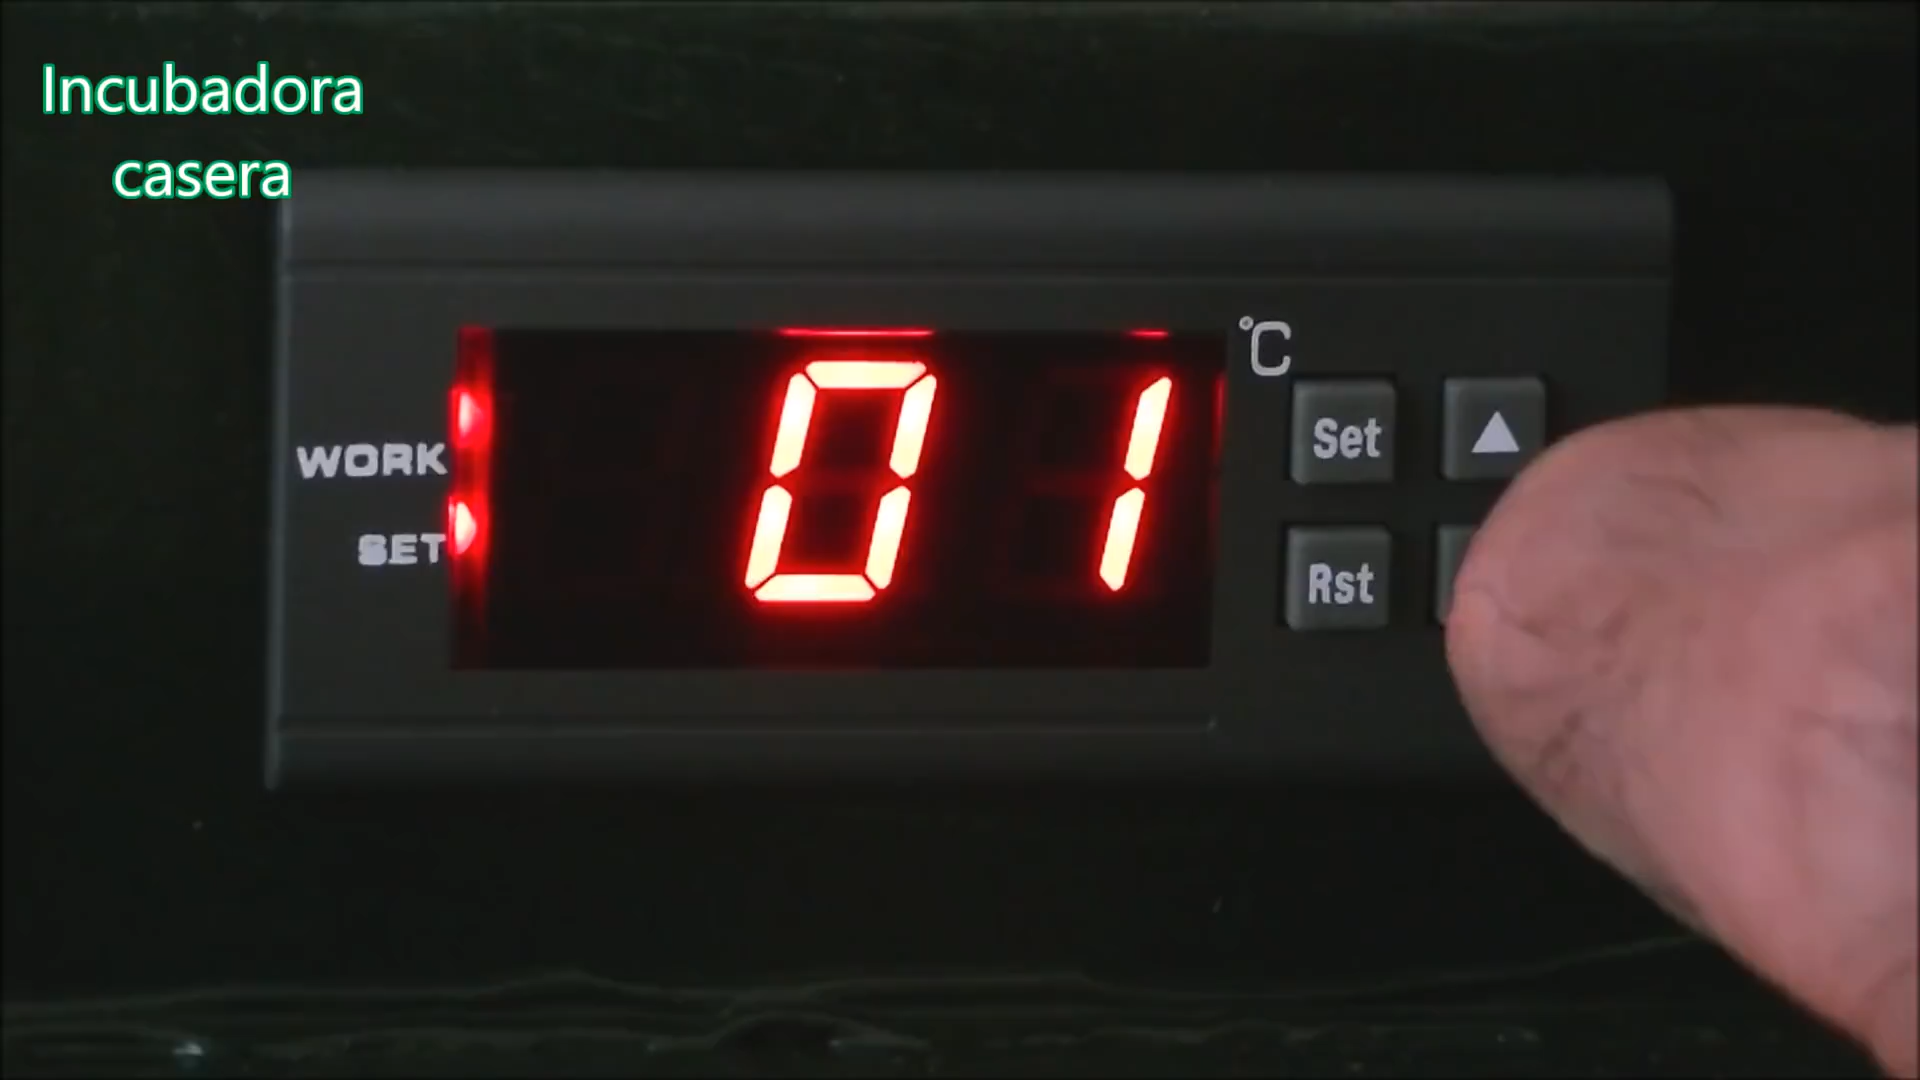 Incubadora
casera
°C
WORK
SET
01
Set
▲
Rst